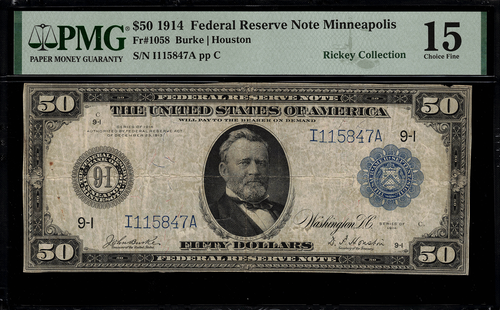 PMG
PAPER MONEY GUARANTY
$50 1914 Federal Reserve Note Minneapolis
Fr#1058 Burke | Houston
S/N I115847A pp C
Rickey Collection
15
Choice Fine
50 FEDERAL RESERVE NOTE 50
THE UNITED STATES OF AMERICA
WILL PAY TO THE BEARER ON DEMAND
9-I
I115847A 9-I
9-I
9-I I115847A
Washington, D.C.
FIFTY DOLLARS
9-I
50 FEDERAL RESERVE NOTE 50